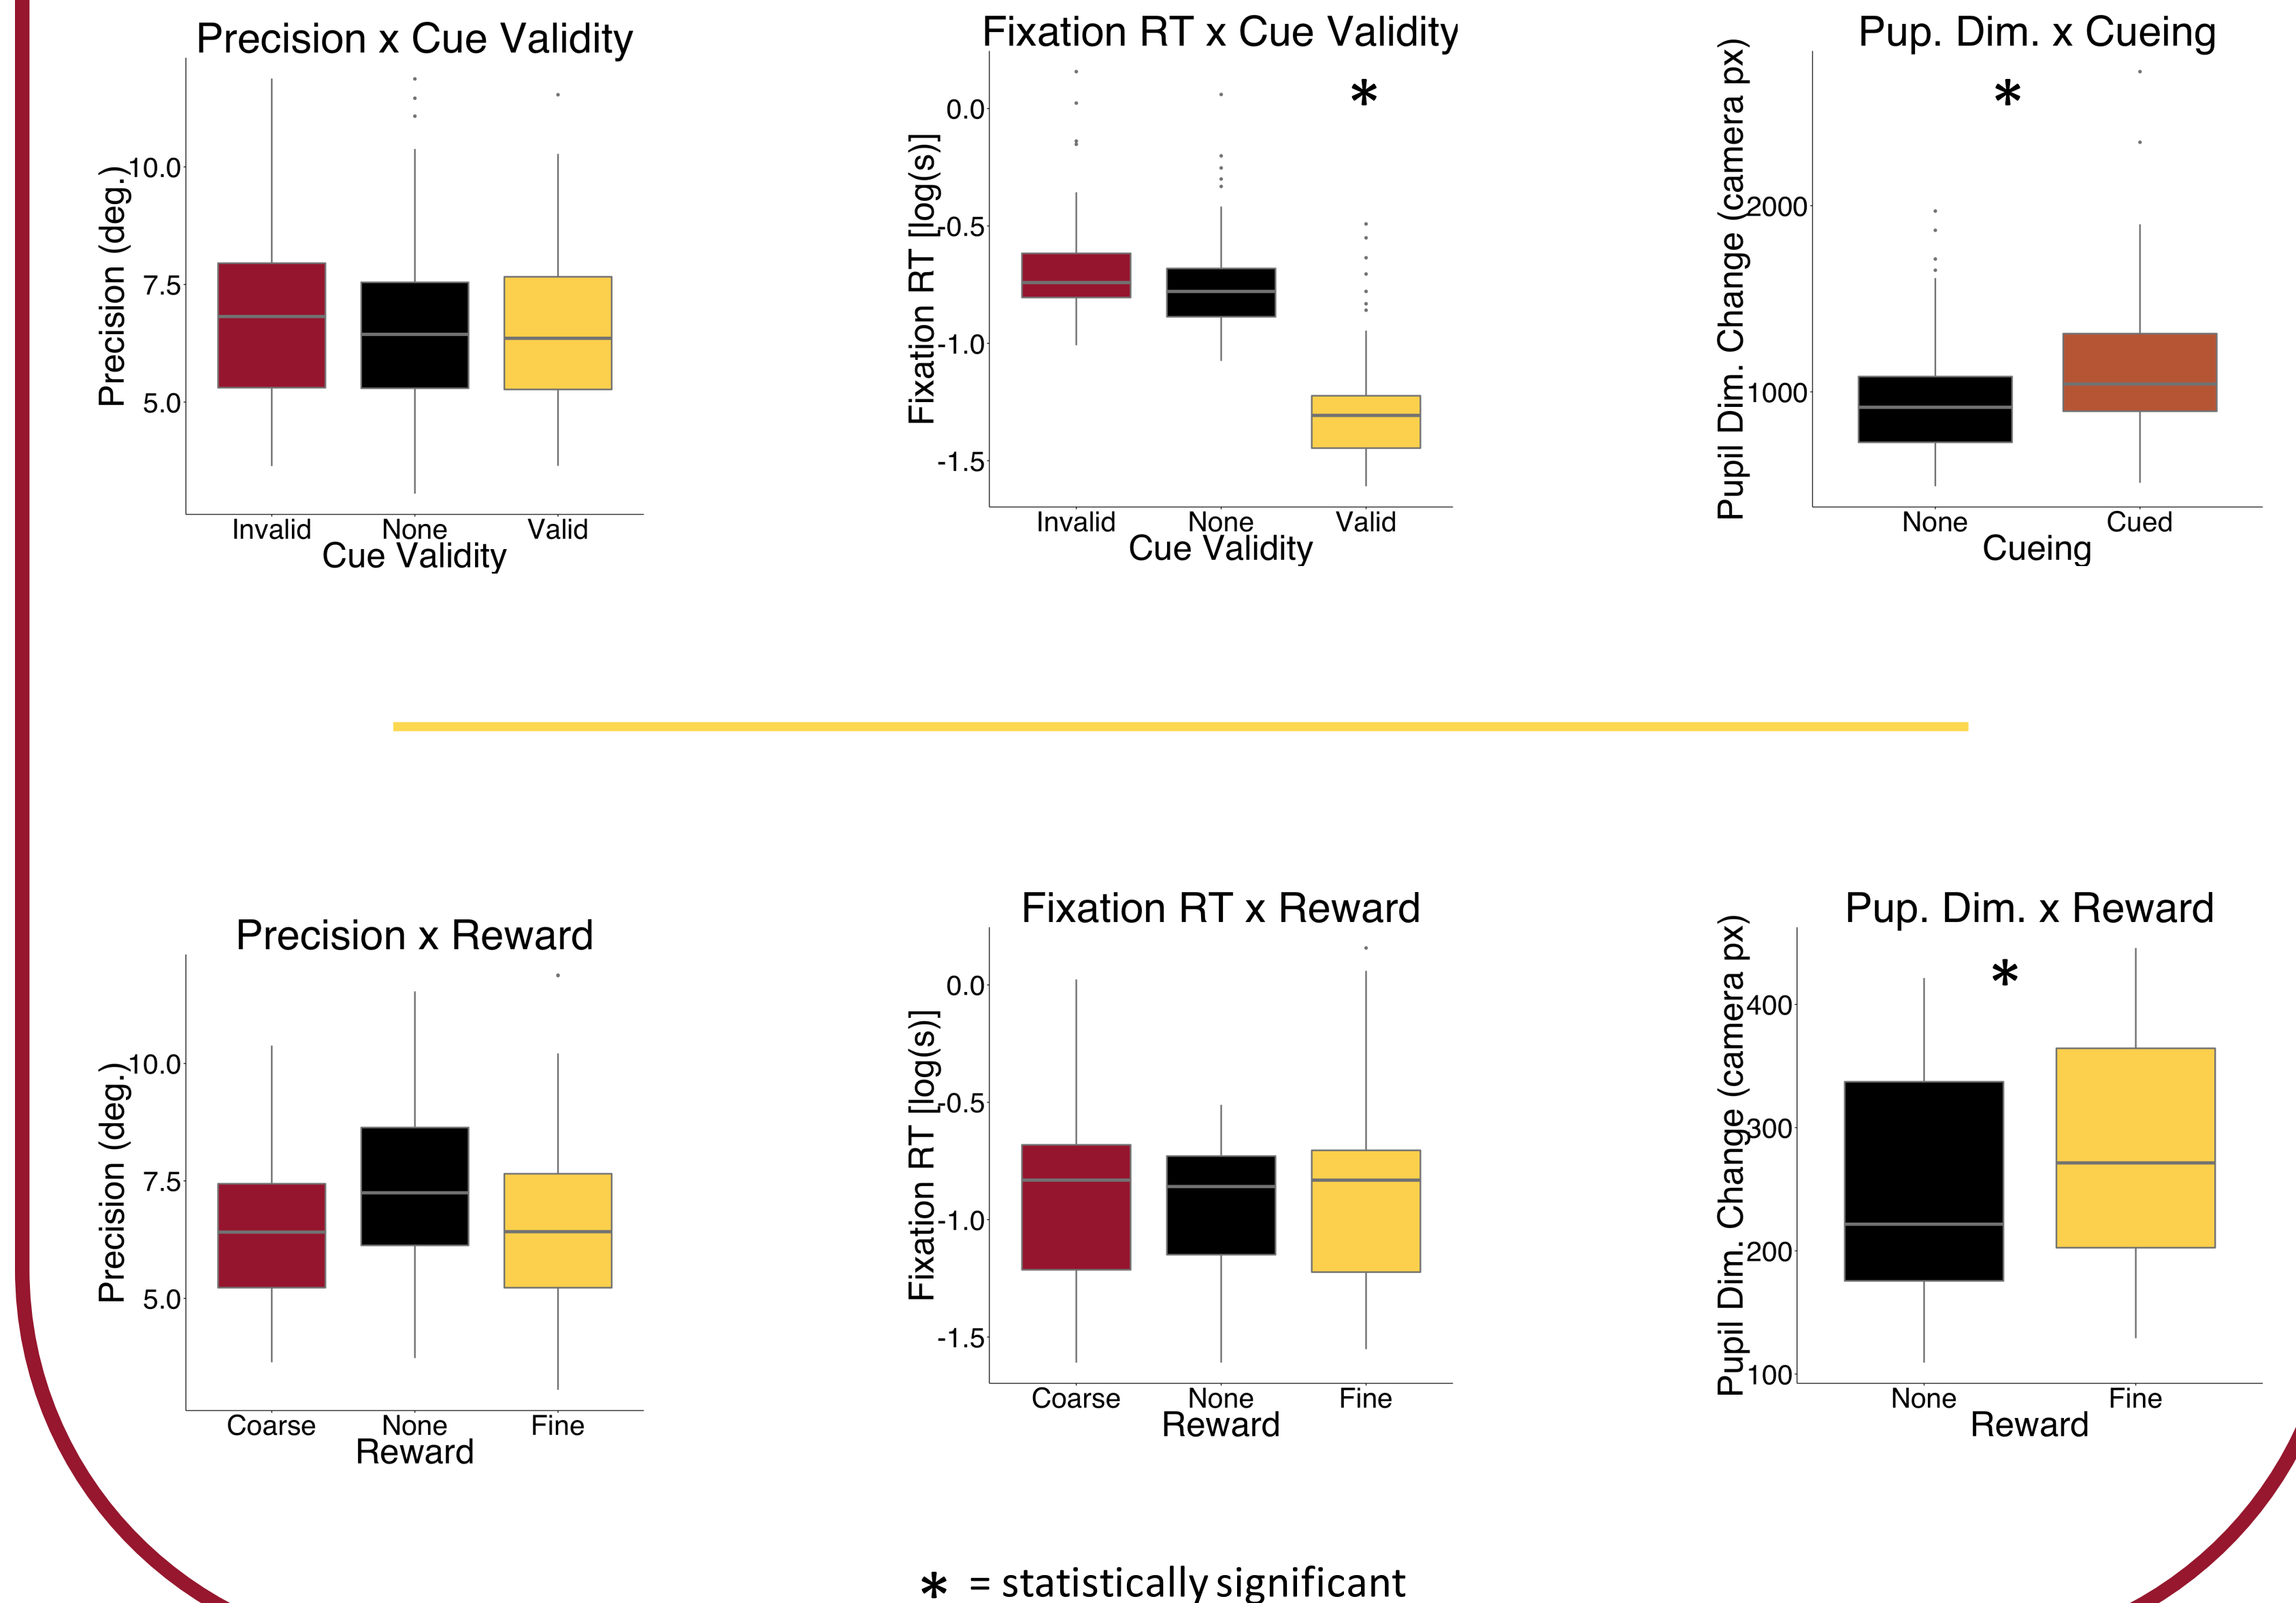 Precision x Cue Validity
Precision (deg.)
10.0
7.5
5.0
Invalid None Valid
Cue Validity
Fixation RT x Cue Validity
*
Fixation RT [log(s)]
0.0
-0.5
-1.0
-1.5
Invalid None Valid
Cue Validity
Pup. Dim. x Cueing
*
Pupil Dim. Change (camera px)
2000
1000
None Cued
Cueing
Precision x Reward
Precision (deg.)
10.0
7.5
5.0
Coarse None Fine
Reward
Fixation RT x Reward
Fixation RT [log(s)]
0.0
-0.5
-1.0
-1.5
Coarse None Fine
Reward
Pup. Dim. x Reward
*
Pupil Dim. Change (camera px)
400
300
200
100
None Fine
Reward
* = statistically significant